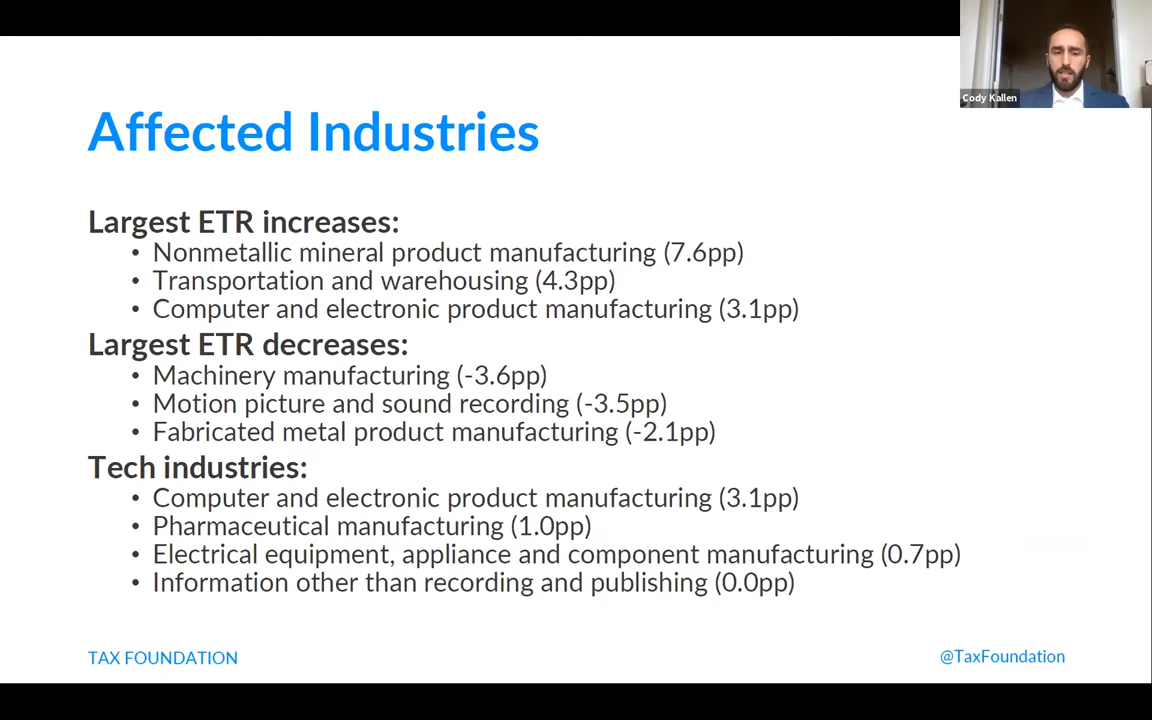 Cody Kallen
Affected Industries
Largest ETR increases:
• Nonmetallic mineral product manufacturing (7.6pp)
• Transportation and warehousing (4.3pp)
• Computer and electronic product manufacturing (3.1pp)
Largest ETR decreases:
• Machinery manufacturing (-3.6pp)
• Motion picture and sound recording (-3.5pp)
• Fabricated metal product manufacturing (-2.1pp)
Tech industries:
• Computer and electronic product manufacturing (3.1pp)
• Pharmaceutical manufacturing (1.0pp)
• Electrical equipment, appliance and component manufacturing (0.7pp)
• Information other than recording and publishing (0.0pp)
TAX FOUNDATION
@TaxFoundation